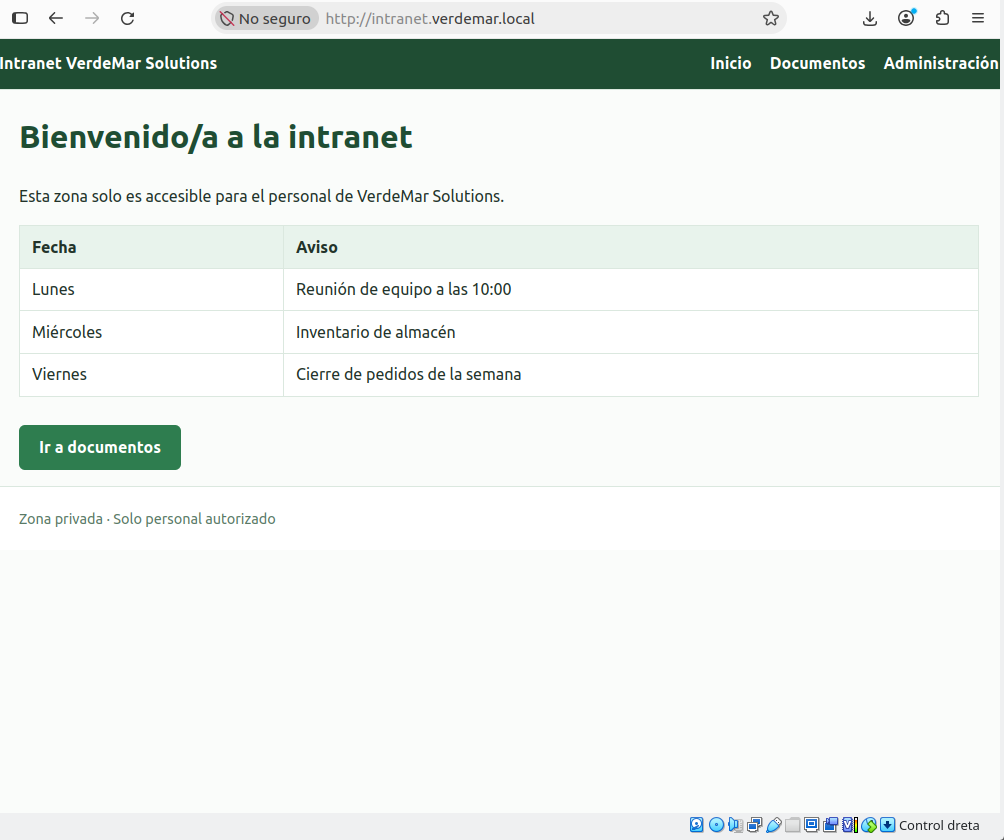 No seguro http://intranet.verdemar.local
Intranet VerdeMar Solutions Inicio Documentos Administración
Bienvenido/a a la intranet
Esta zona solo es accesible para el personal de VerdeMar Solutions.
Fecha Aviso
Lunes Reunión de equipo a las 10:00
Miércoles Inventario de almacén
Viernes Cierre de pedidos de la semana
Ir a documentos
Zona privada · Solo personal autorizado
Control dreta